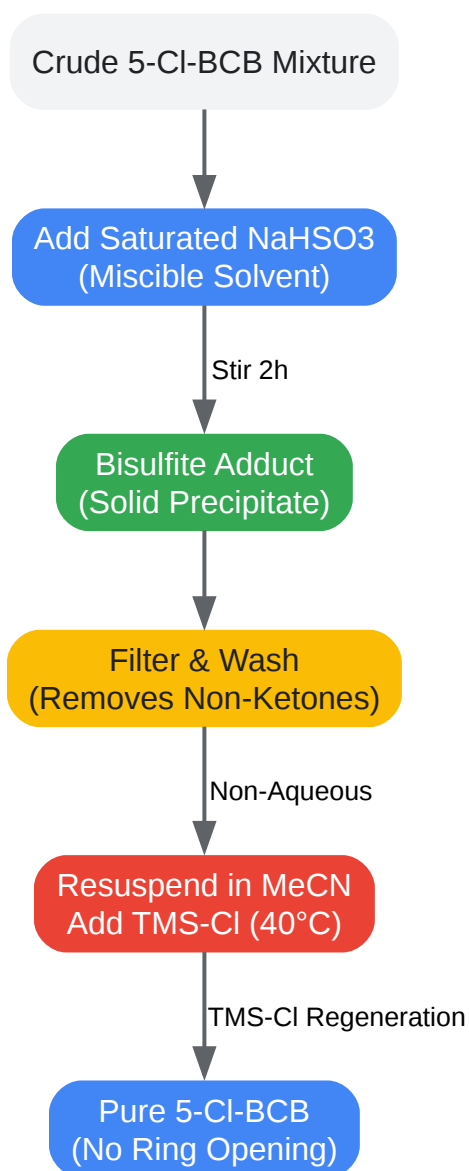 Crude 5-Cl-BCB Mixture
Add Saturated NaHSO3
(Miscible Solvent)
Stir 2h
Bisulfite Adduct
(Solid Precipitate)
Filter & Wash
(Removes Non-Ketones)
Non-Aqueous
Resuspend in MeCN
Add TMS-Cl (40°C)
TMS-Cl Regeneration
Pure 5-Cl-BCB
(No Ring Opening)